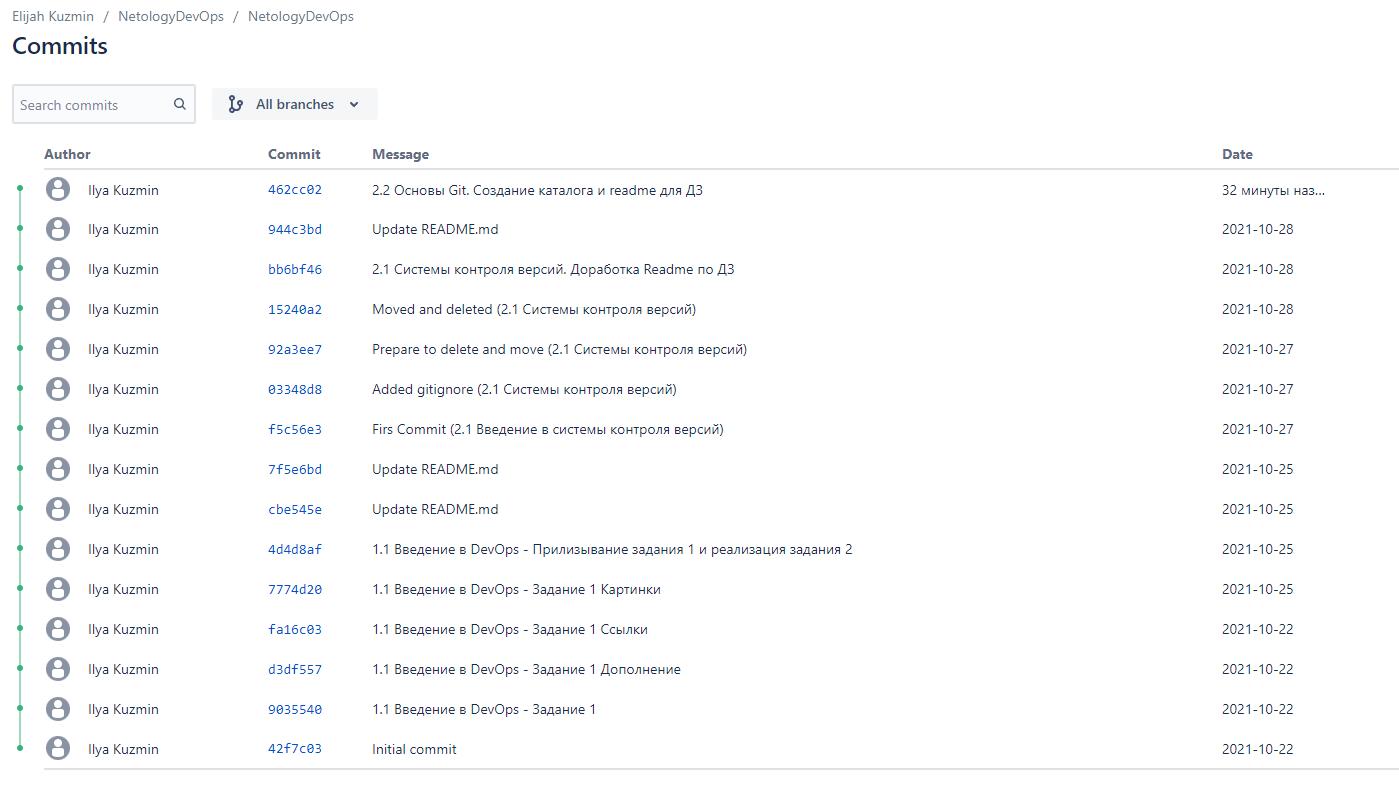 Elijah Kuzmin / NetologyDevOps / NetologyDevOps
Commits
Search commits All branches
Author Commit Message Date
Ilya Kuzmin 462cc02 2.2 Основы Git. Создание каталога и readme для ДЗ 32 минуты наз...
Ilya Kuzmin 944c3bd Update README.md 2021-10-28
Ilya Kuzmin bb6bf46 2.1 Системы контроля версий. Доработка Readme по ДЗ 2021-10-28
Ilya Kuzmin 15240a2 Moved and deleted (2.1 Системы контроля версий) 2021-10-28
Ilya Kuzmin 92a3ee7 Prepare to delete and move (2.1 Системы контроля версий) 2021-10-27
Ilya Kuzmin 03348d8 Added gitignore (2.1 Системы контроля версий) 2021-10-27
Ilya Kuzmin f5c56e3 Firs Commit (2.1 Введение в системы контроля версий) 2021-10-27
Ilya Kuzmin 7f5e6bd Update README.md 2021-10-25
Ilya Kuzmin cbe545e Update README.md 2021-10-25
Ilya Kuzmin 4d4d8af 1.1 Введение в DevOps - Прилизывание задания 1 и реализация задания 2 2021-10-25
Ilya Kuzmin 7774d20 1.1 Введение в DevOps - Задание 1 Картинки 2021-10-25
Ilya Kuzmin fa16c03 1.1 Введение в DevOps - Задание 1 Ссылки 2021-10-22
Ilya Kuzmin d3df557 1.1 Введение в DevOps - Задание 1 Дополнение 2021-10-22
Ilya Kuzmin 9035540 1.1 Введение в DevOps - Задание 1 2021-10-22
Ilya Kuzmin 42f7c03 Initial commit 2021-10-22